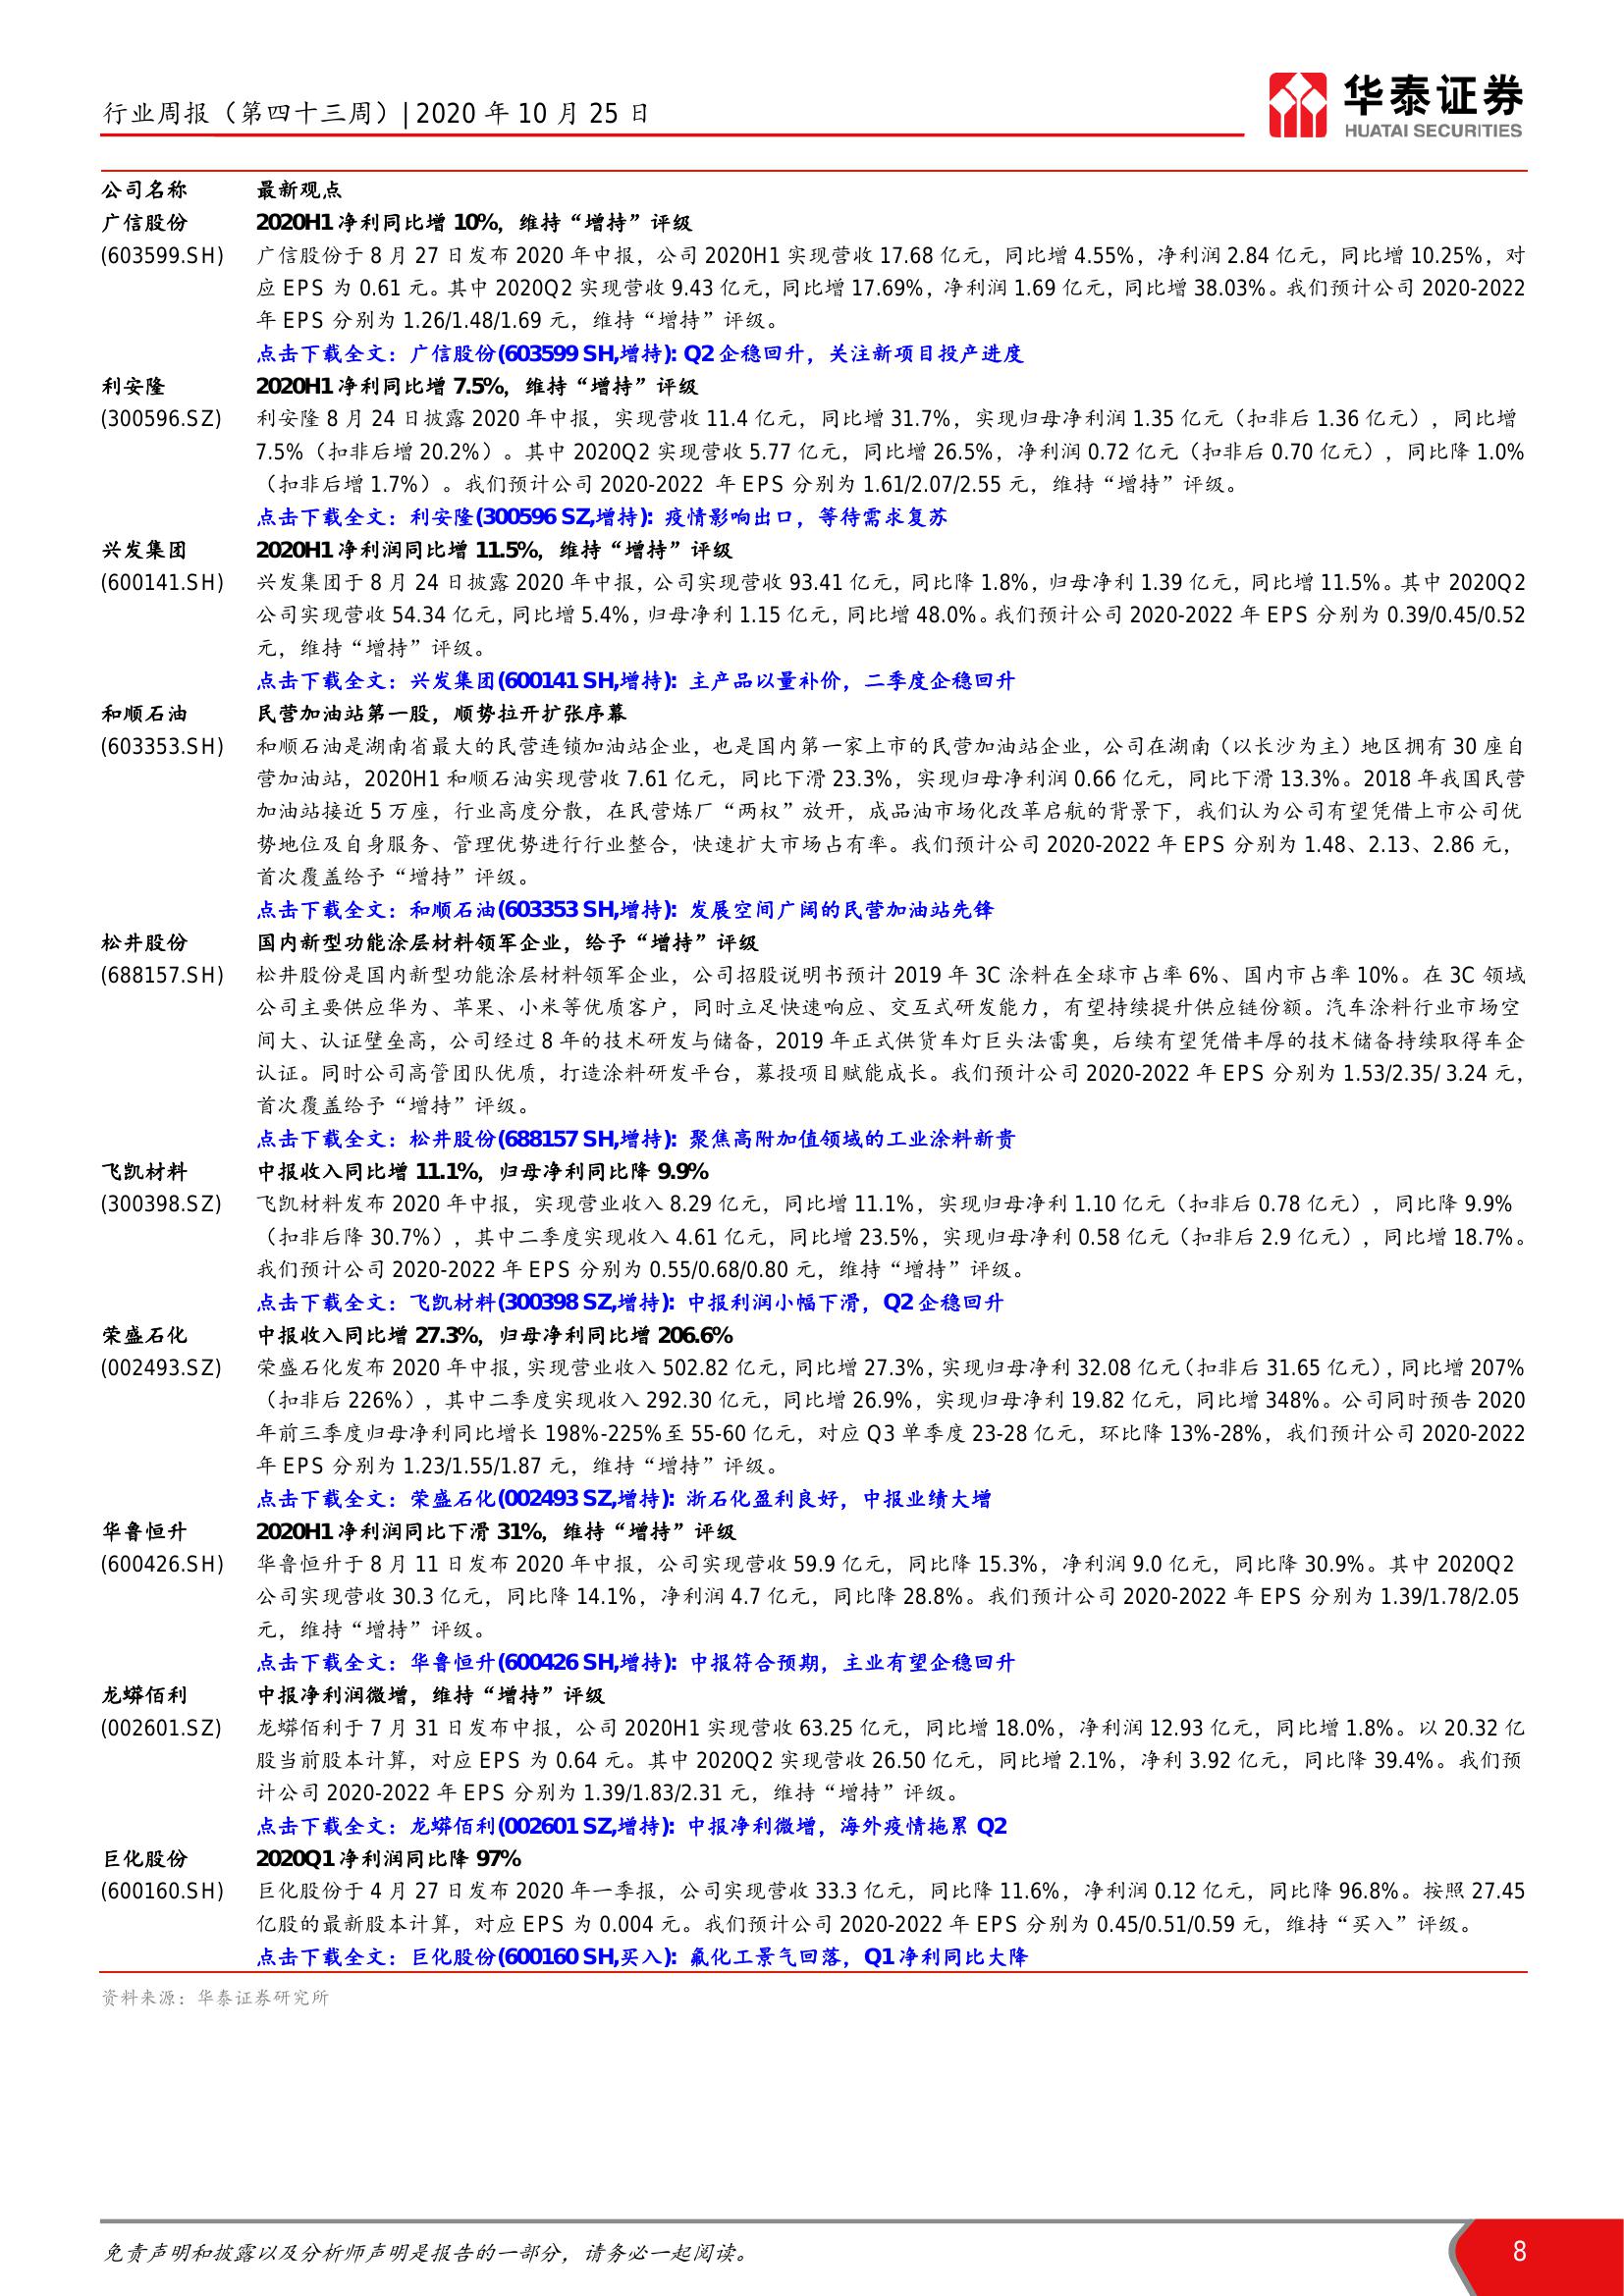 行业周报（第四十三周）| 2020 年 10 月 25 日
华泰证券
HUATAI SECURITIES
公司名称 最新观点
广信股份 2020H1 净利同比增 10%，维持“增持”评级
(603599.SH) 广信股份于 8 月 27 日发布 2020 年中报，公司 2020H1 实现营收 17.68 亿元，同比增 4.55%，净利润 2.84 亿元，同比增 10.25%，对
应 EPS 为 0.61 元。其中 2020Q2 实现营收 9.43 亿元，同比增 17.69%，净利润 1.69 亿元，同比增 38.03%。我们预计公司 2020-2022
年 EPS 分别为 1.26/1.48/1.69 元，维持“增持”评级。
点击下载全文：广信股份(603599 SH,增持): Q2 企稳回升，关注新项目投产进度
利安隆 2020H1 净利同比增 7.5%，维持“增持”评级
(300596.SZ) 利安隆 8 月 24 日披露 2020 年中报，实现营收 11.4 亿元，同比增 31.7%，实现归母净利润 1.35 亿元（扣非后 1.36 亿元），同比增
7.5%（扣非后增 20.2%）。其中 2020Q2 实现营收 5.77 亿元，同比增 26.5%，净利润 0.72 亿元（扣非后 0.70 亿元），同比降 1.0%
（扣非后增 1.7%）。我们预计公司 2020-2022 年 EPS 分别为 1.61/2.07/2.55 元，维持“增持”评级。
点击下载全文：利安隆(300596 SZ,增持): 疫情影响出口，等待需求复苏
兴发集团 2020H1 净利润同比增 11.5%，维持“增持”评级
(600141.SH) 兴发集团于 8 月 24 日披露 2020 年中报，公司实现营收 93.41 亿元，同比降 1.8%，归母净利 1.39 亿元，同比增 11.5%。其中 2020Q2
公司实现营收 54.34 亿元，同比增 5.4%，归母净利 1.15 亿元，同比增 48.0%。我们预计公司 2020-2022 年 EPS 分别为 0.39/0.45/0.52
元，维持“增持”评级。
点击下载全文：兴发集团(600141 SH,增持): 主产品以量补价，二季度企稳回升
和顺石油 民营加油站第一股，顺势拉开扩张序幕
(603353.SH) 和顺石油是湖南省最大的民营连锁加油站企业，也是国内第一家上市的民营加油站企业，公司在湖南（以长沙为主）地区拥有 30 座自
营加油站，2020H1 和顺石油实现营收 7.61 亿元，同比下滑 23.3%，实现归母净利润 0.66 亿元，同比下滑 13.3%。2018 年我国民营
加油站接近 5 万座，行业高度分散，在民营炼厂“两权”放开，成品油市场化改革启航的背景下，我们认为公司有望凭借上市公司优
势地位及自身服务、管理优势进行行业整合，快速扩大市场占有率。我们预计公司 2020-2022 年 EPS 分别为 1.48、2.13、2.86 元，
首次覆盖给予“增持”评级。
点击下载全文：和顺石油(603353 SH,增持): 发展空间广阔的民营加油站先锋
松井股份 国内新型功能涂层材料领军企业，给予“增持”评级
(688157.SH) 松井股份是国内新型功能涂层材料领军企业，公司招股说明书预计 2019 年 3C 涂料在全球市占率 6%、国内市占率 10%。在 3C 领域
公司主要供应华为、苹果、小米等优质客户，同时立足快速响应、交互式研发能力，有望持续提升供应链份额。汽车涂料行业市场空
间大、认证壁垒高，公司经过 8 年的技术研发与储备，2019 年正式供货车灯巨头法雷奥，后续有望凭借丰厚的技术储备持续取得车企
认证。同时公司高管团队优质，打造涂料研发平台，募投项目赋能成长。我们预计公司 2020-2022 年 EPS 分别为 1.53/2.35/ 3.24 元，
首次覆盖给予“增持”评级。
点击下载全文：松井股份(688157 SH,增持): 聚焦高附加值领域的工业涂料新贵
飞凯材料 中报收入同比增 11.1%，归母净利同比降 9.9%
(300398.SZ) 飞凯材料发布 2020 年中报，实现营业收入 8.29 亿元，同比增 11.1%，实现归母净利 1.10 亿元（扣非后 0.78 亿元），同比降 9.9%
（扣非后降 30.7%），其中二季度实现收入 4.61 亿元，同比增 23.5%，实现归母净利 0.58 亿元（扣非后 2.9 亿元），同比增 18.7%。
我们预计公司 2020-2022 年 EPS 分别为 0.55/0.68/0.80 元，维持“增持”评级。
点击下载全文：飞凯材料(300398 SZ,增持): 中报利润小幅下滑，Q2 企稳回升
荣盛石化 中报收入同比增 27.3%，归母净利同比增 206.6%
(002493.SZ) 荣盛石化发布 2020 年中报，实现营业收入 502.82 亿元，同比增 27.3%，实现归母净利 32.08 亿元（扣非后 31.65 亿元），同比增 207%
（扣非后 226%），其中二季度实现收入 292.30 亿元，同比增 26.9%，实现归母净利 19.82 亿元，同比增 348%。公司同时预告 2020
年前三季度归母净利同比增长 198%-225%至 55-60 亿元，对应 Q3 单季度 23-28 亿元，环比降 13%-28%，我们预计公司 2020-2022
年 EPS 分别为 1.23/1.55/1.87 元，维持“增持”评级。
点击下载全文：荣盛石化(002493 SZ,增持): 浙石化盈利良好，中报业绩大增
华鲁恒升 2020H1 净利润同比下滑 31%，维持“增持”评级
(600426.SH) 华鲁恒升于 8 月 11 日发布 2020 年中报，公司实现营收 59.9 亿元，同比降 15.3%，净利润 9.0 亿元，同比降 30.9%。其中 2020Q2
公司实现营收 30.3 亿元，同比降 14.1%，净利润 4.7 亿元，同比降 28.8%。我们预计公司 2020-2022 年 EPS 分别为 1.39/1.78/2.05
元，维持“增持”评级。
点击下载全文：华鲁恒升(600426 SH,增持): 中报符合预期，主业有望企稳回升
龙蟒佰利 中报净利润微增，维持“增持”评级
(002601.SZ) 龙蟒佰利于 7 月 31 日发布中报，公司 2020H1 实现营收 63.25 亿元，同比增 18.0%，净利润 12.93 亿元，同比增 1.8%。以 20.32 亿
股当前股本计算，对应 EPS 为 0.64 元。其中 2020Q2 实现营收 26.50 亿元，同比增 2.1%，净利 3.92 亿元，同比降 39.4%。我们预
计公司 2020-2022 年 EPS 分别为 1.39/1.83/2.31 元，维持“增持”评级。
点击下载全文：龙蟒佰利(002601 SZ,增持): 中报净利微增，海外疫情拖累 Q2
巨化股份 2020Q1 净利润同比降 97%
(600160.SH) 巨化股份于 4 月 27 日发布 2020 年一季报，公司实现营收 33.3 亿元，同比降 11.6%，净利润 0.12 亿元，同比降 96.8%。按照 27.45
亿股的最新股本计算，对应 EPS 为 0.004 元。我们预计公司 2020-2022 年 EPS 分别为 0.45/0.51/0.59 元，维持“买入”评级。
点击下载全文：巨化股份(600160 SH,买入): 氟化工景气回落，Q1 净利同比大降
资料来源：华泰证券研究所
免责声明和披露以及分析师声明是报告的一部分，请务必一起阅读。 8